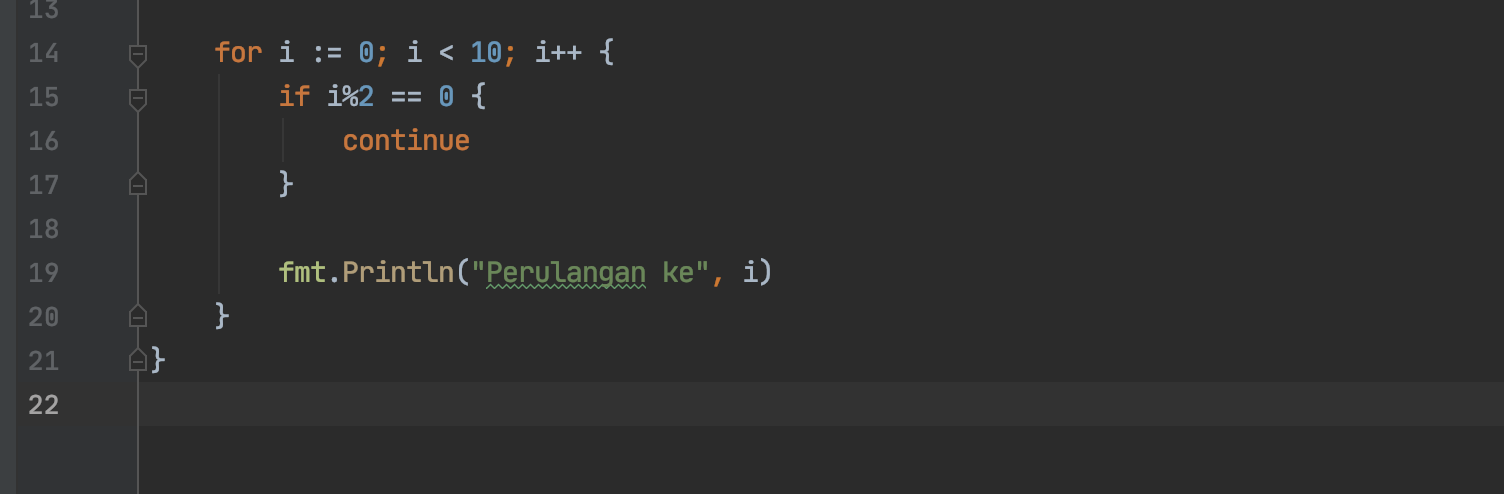 13
14 for i := 0; i < 10; i++ {
15 if i%2 == 0 {
16 continue
17 }
18
19 fmt.Println("Perulangan ke", i)
20 }
21 }
22